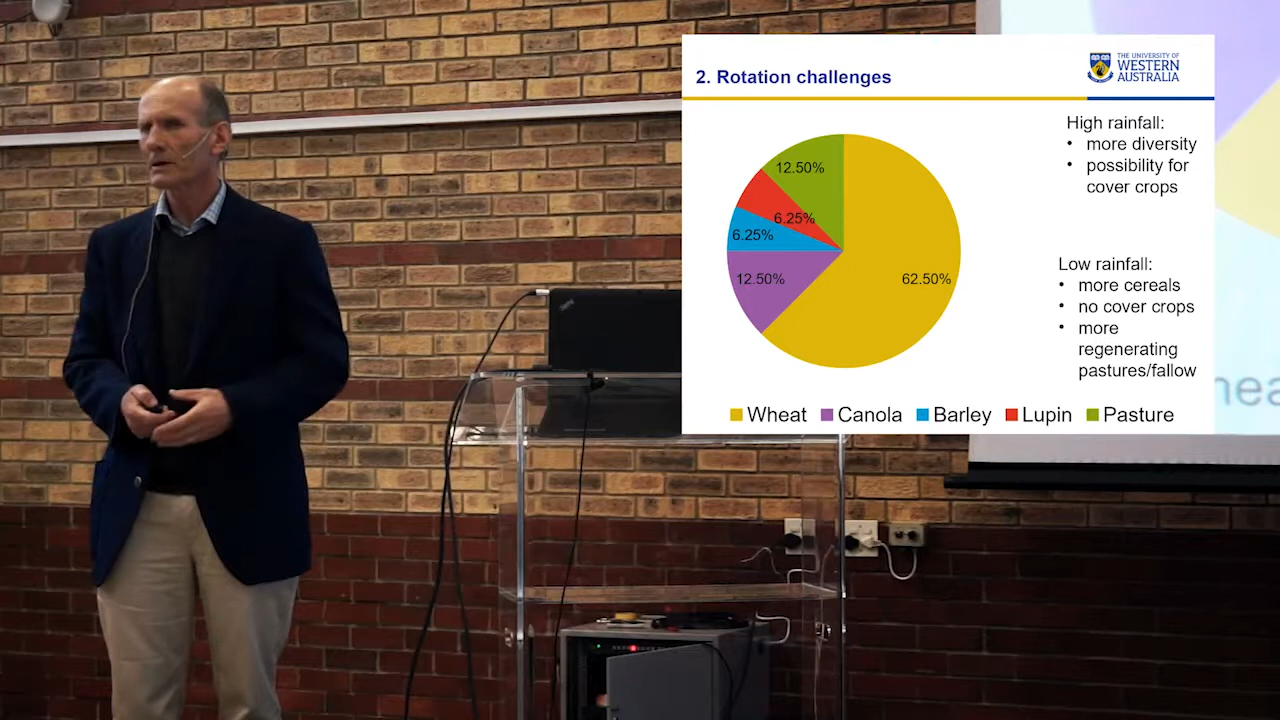 2. Rotation challenges
THE UNIVERSITY OF
WESTERN
AUSTRALIA
High rainfall:
• more diversity
• possibility for
cover crops
12.50%
6.25%
6.25%
12.50%
62.50%
Low rainfall:
• more cereals
• no cover crops
• more
regenerating
pastures/fallow
Wheat Canola Barley Lupin Pasture
ThinkPad